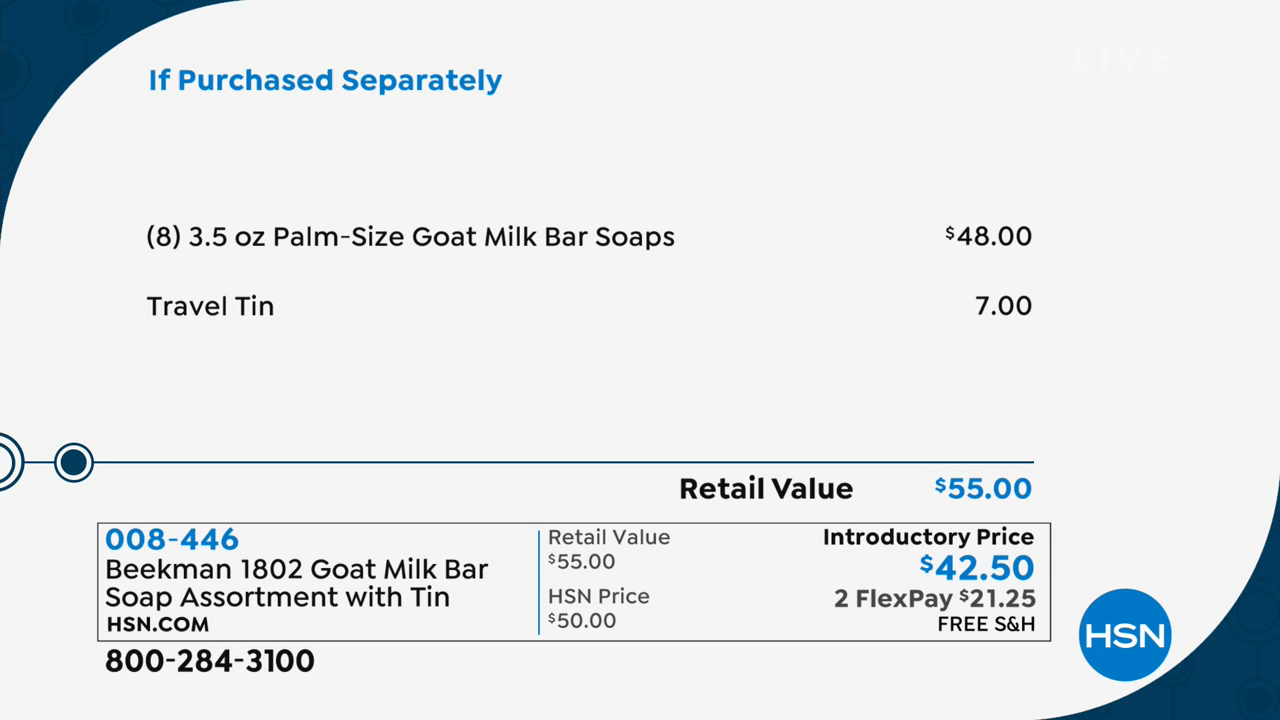 LIVE
If Purchased Separately
(8) 3.5 oz Palm-Size Goat Milk Bar Soaps $48.00
Travel Tin 7.00
Retail Value $55.00
008-446
Beekman 1802 Goat Milk Bar
Soap Assortment with Tin
HSN.COM
Retail Value
$55.00
HSN Price
$50.00
Introductory Price
$42.50
2 FlexPay $21.25
FREE S&H
HSN
800-284-3100